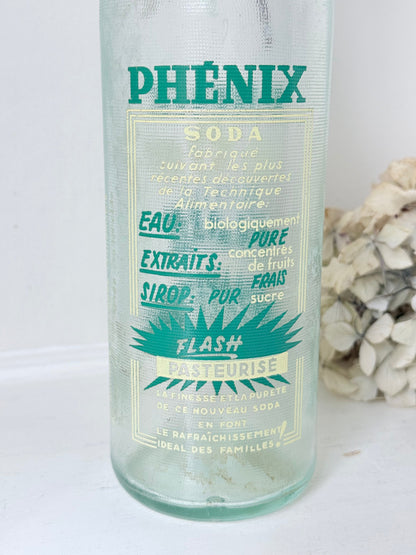 PHÉNIX
SODA
fabriqué
suivant les plus
récentes découvertes
de la Technique
Alimentaire:
EAU: biologiquement PURE
EXTRAITS: concentrés de fruits FRAIS
SIROP: PUR sucre
FLASH
PASTEURISÉ
LA FINESSE ET LA PURETÉ
DE CE NOUVEAU SODA
EN FONT
LE RAFRAÎCHISSEMENT
IDEAL DES FAMILLES!